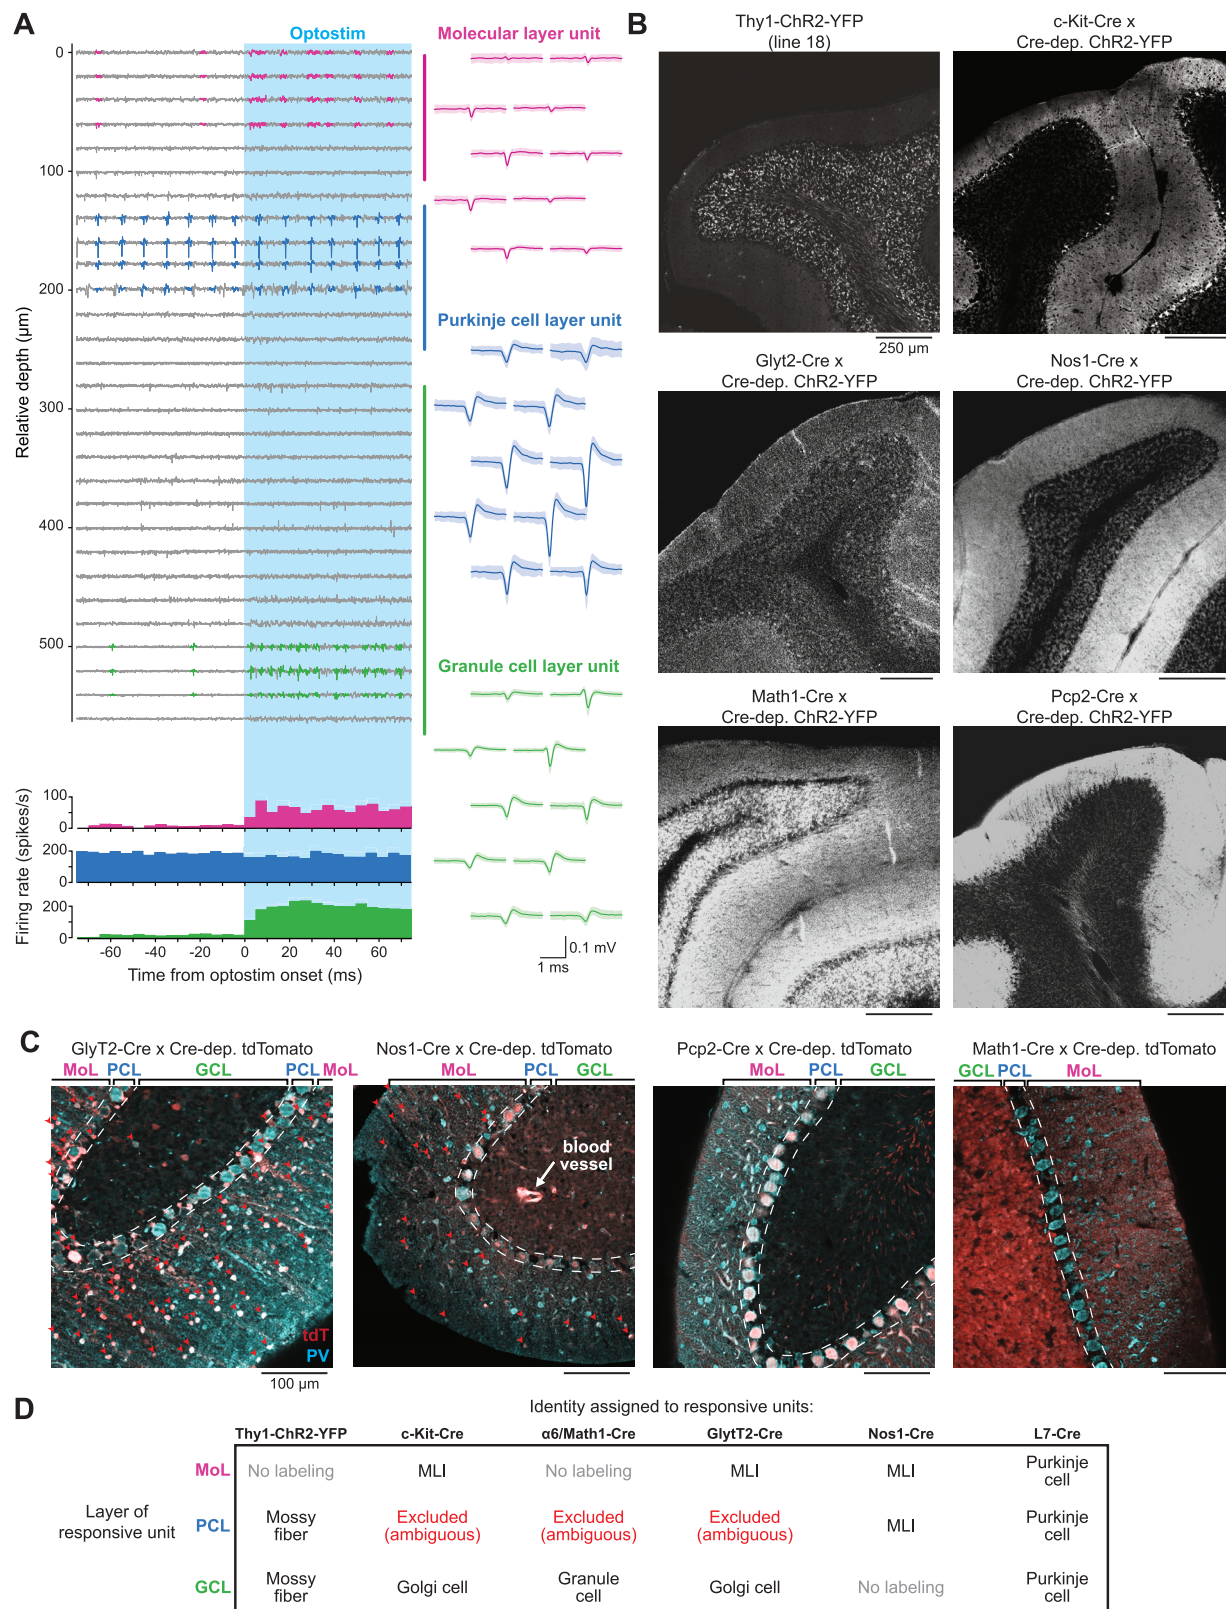 A
Optostim
Molecular layer unit
0
100
200
300
400
500
Relative depth (µm)
Purkinje cell layer unit
Granule cell layer unit
100
0
200
0
200
0
Firing rate (spikes/s)
-60
-40
-20
0
20
40
60
Time from optostim onset (ms)
0.1 mV
1 ms
B
Thy1-ChR2-YFP
(line 18)
c-Kit-Cre x
Cre-dep. ChR2-YFP
250 µm
Glyt2-Cre x
Cre-dep. ChR2-YFP
Nos1-Cre x
Cre-dep. ChR2-YFP
Math1-Cre x
Cre-dep. ChR2-YFP
Pcp2-Cre x
Cre-dep. ChR2-YFP
C
GlyT2-Cre x Cre-dep. tdTomato
MoL PCL GCL PCL MoL
tdT
PV
100 µm
Nos1-Cre x Cre-dep. tdTomato
MoL PCL GCL
blood
vessel
Pcp2-Cre x Cre-dep. tdTomato
MoL PCL GCL
Math1-Cre x Cre-dep. tdTomato
GCL PCL MoL
D
Identity assigned to responsive units:
Thy1-ChR2-YFP c-Kit-Cre α6/Math1-Cre GlytT2-Cre Nos1-Cre L7-Cre
Layer of
responsive unit
MoL No labeling MLI No labeling MLI MLI Purkinje
cell
PCL Mossy Excluded Excluded Excluded MLI Purkinje
fiber (ambiguous) (ambiguous) (ambiguous) cell
GCL Mossy Golgi cell Granule Golgi cell No labeling Purkinje
fiber cell cell